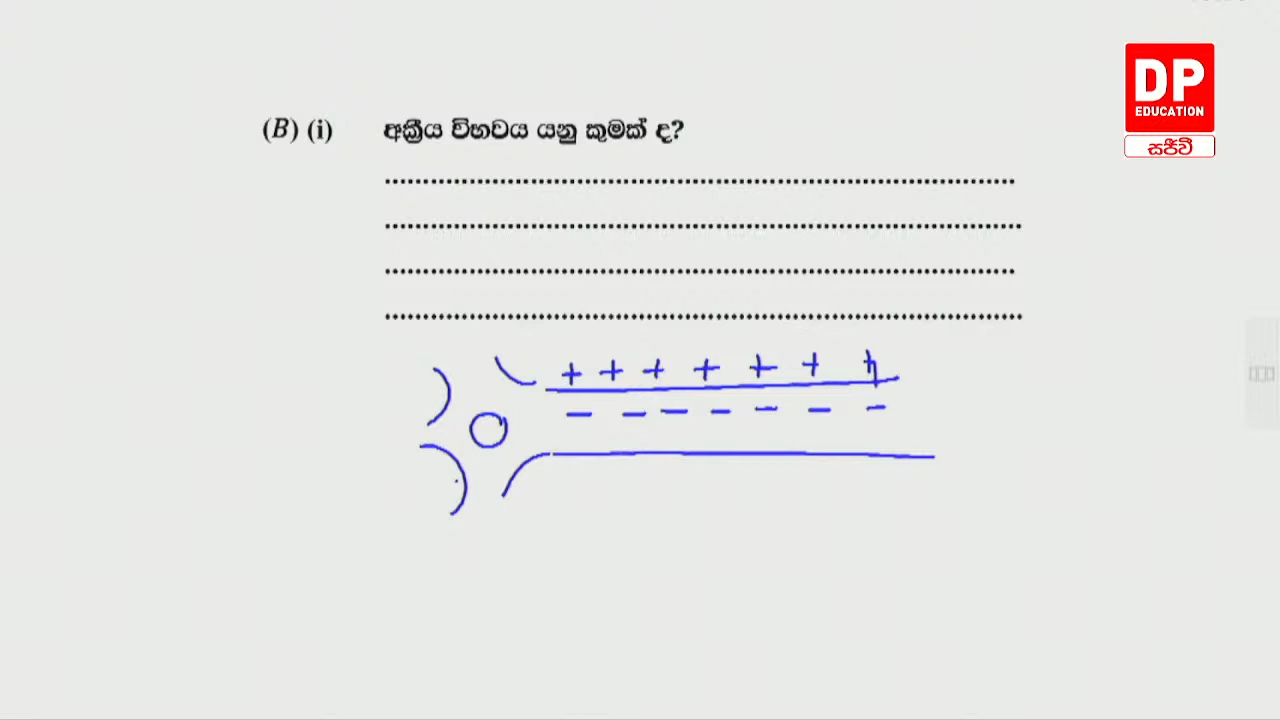 DP
EDUCATION
සජීවී
(B) (i) අක්‍රීය විභවය යනු කුමක් ද?
+ + + + + + +
− − − − − − −